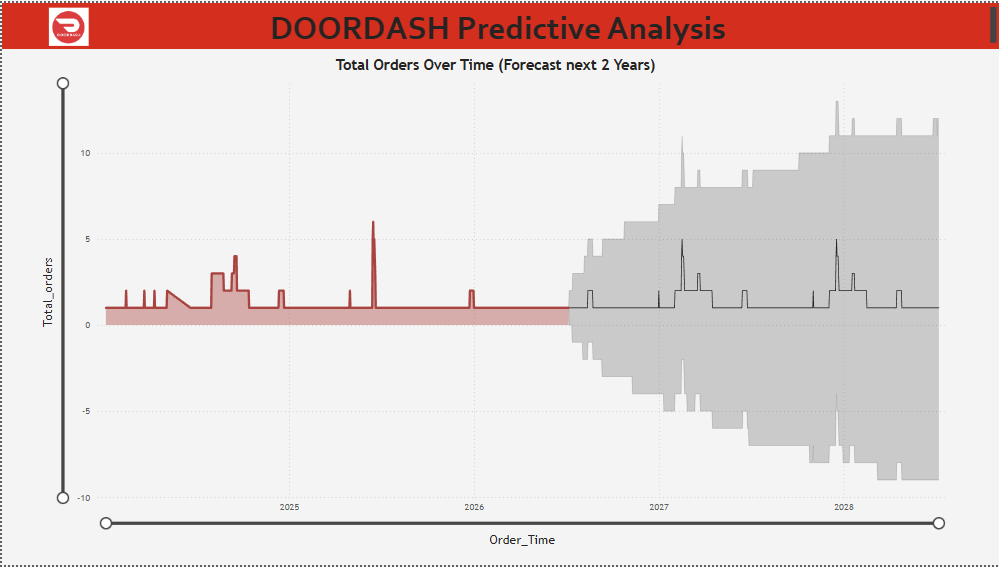 DOORDASH
DOORDASH Predictive Analysis
Total Orders Over Time (Forecast next 2 Years)
10
5
0
-5
-10
Total_orders
2025 2026 2027 2028
Order_Time